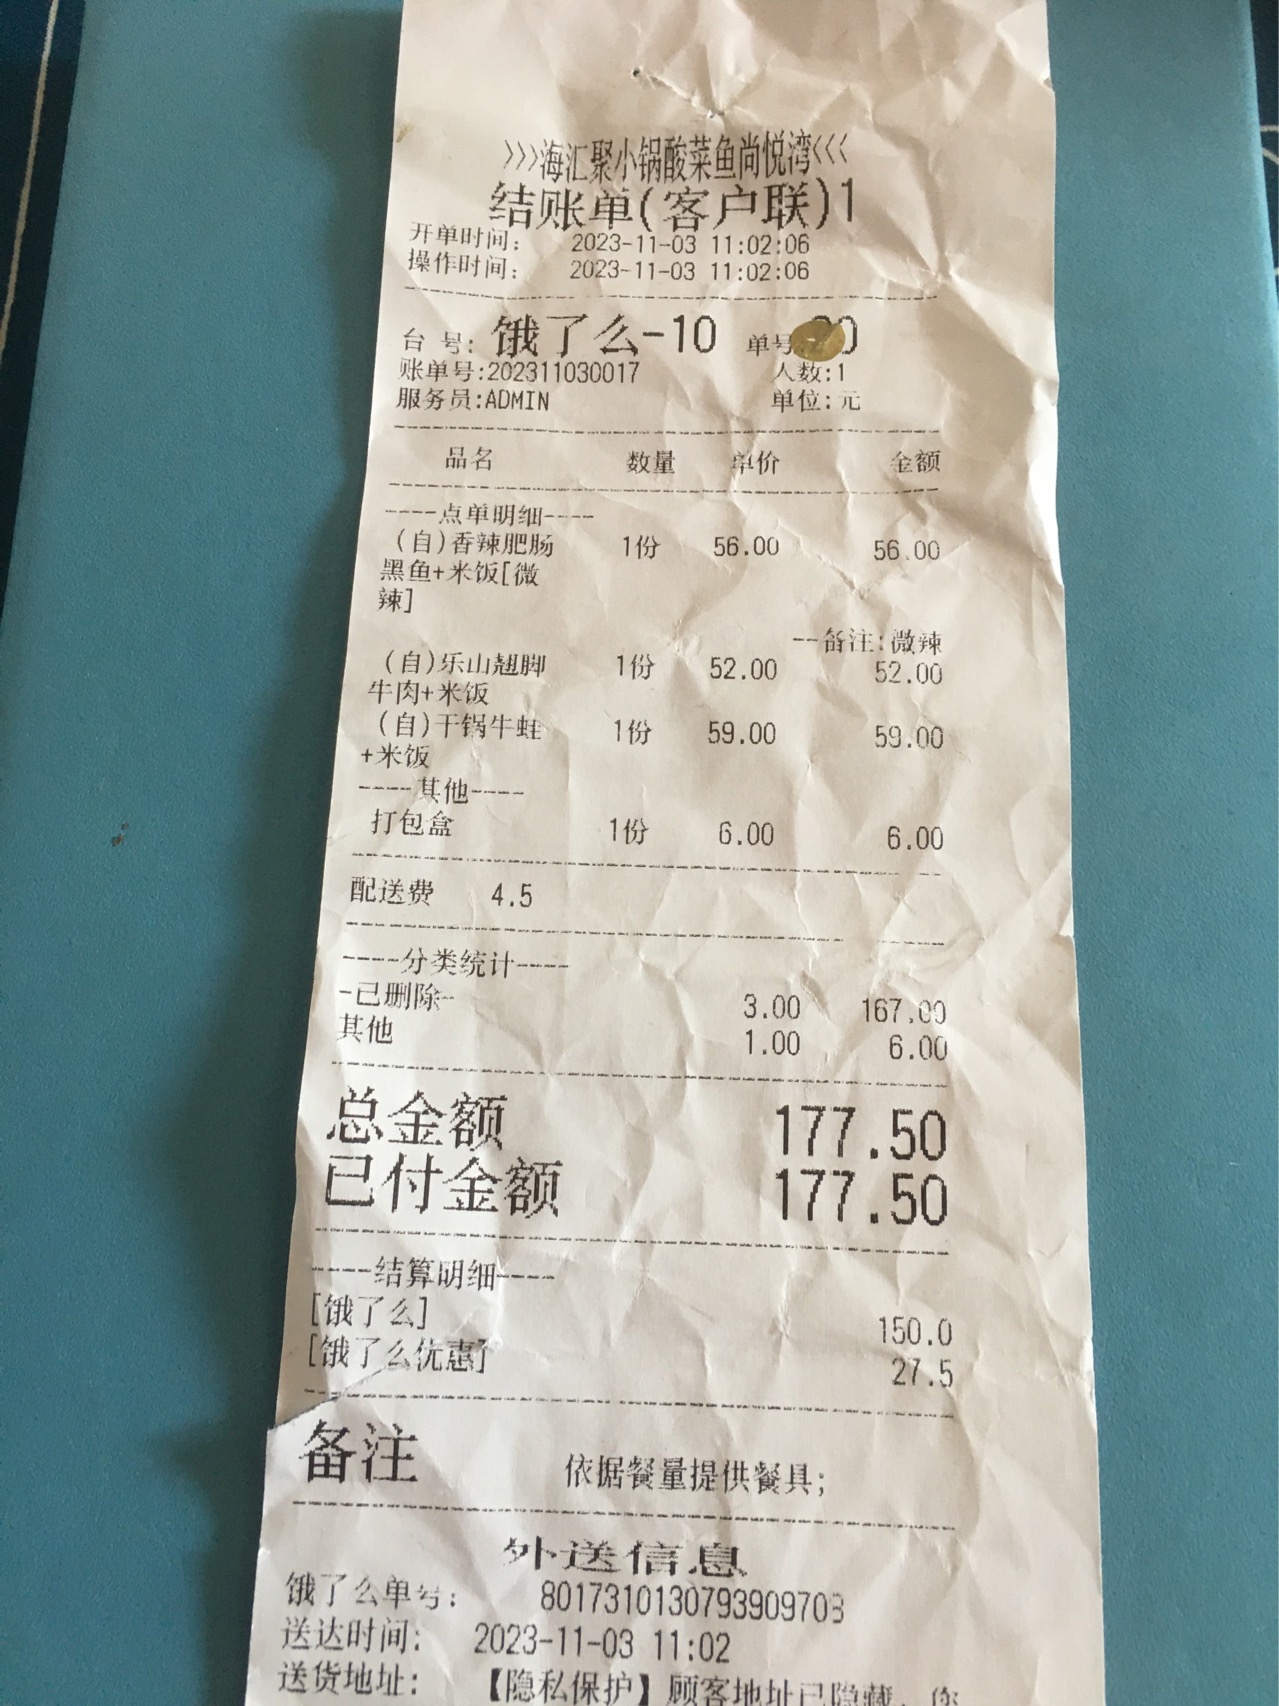 >>>海汇聚小锅酸菜鱼尚悦湾<<<
结账单(客户联)1
开单时间: 2023-11-03 11:02:06
操作时间: 2023-11-03 11:02:06
台 号: 饿了么-10 单号
账单号:202311030017 人数:1
服务员:ADMIN 单位:元
品名 数量 单价 金额
----点单明细----
(自)香辣肥肠 1份 56.00 56.00
黑鱼+米饭[微
辣]
--备注:微辣
(自)乐山翘脚 1份 52.00 52.00
牛肉+米饭
(自)干锅牛蛙 1份 59.00 59.00
+米饭
----其他----
打包盒 1份 6.00 6.00
配送费 4.5
----分类统计----
-已删除- 3.00 167.00
其他 1.00 6.00
总金额 177.50
已付金额 177.50
----结算明细----
[饿了么] 150.0
[饿了么优惠] 27.5
备注 依据餐量提供餐具;
外送信息
饿了么单号: 8017310130793909703
送达时间: 2023-11-03 11:02
送货地址: 【隐私保护】顾客地址已隐藏，您